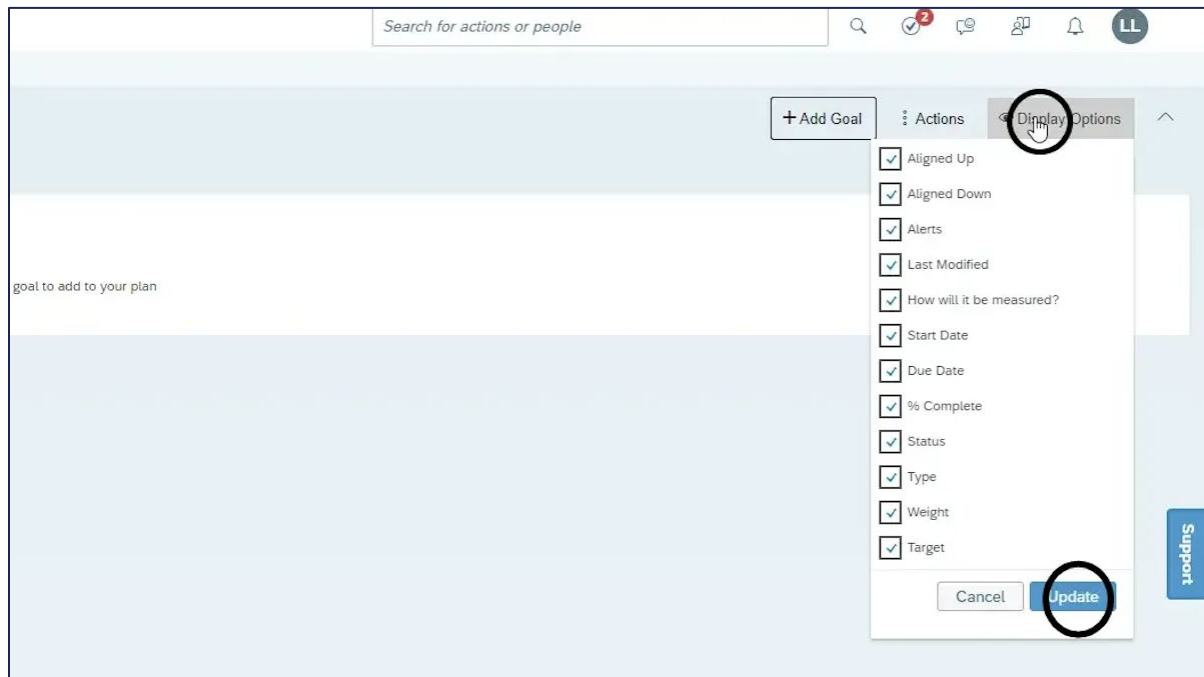 Search for actions or people
2
LL
+ Add Goal
Actions
Display Options
Aligned Up
Aligned Down
Alerts
Last Modified
goal to add to your plan
How will it be measured?
Start Date
Due Date
% Complete
Status
Type
Weight
Target
Support
Cancel
Update